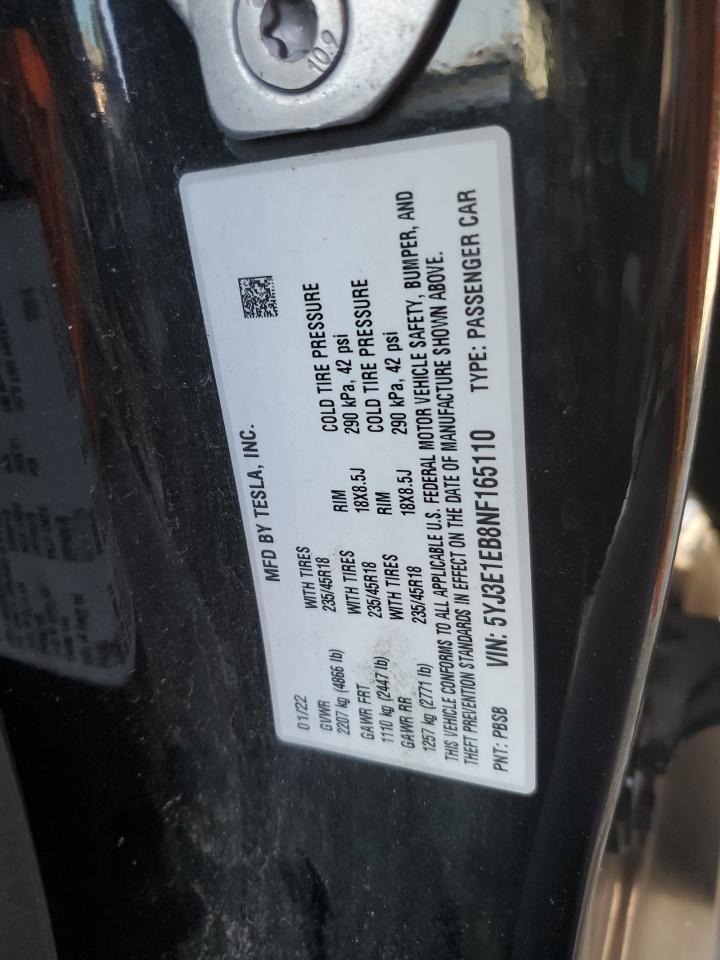 10.9
MFD BY TESLA, INC.
01/22
GVWR WITH TIRES RIM COLD TIRE PRESSURE
2207 kg (4866 lb) 235/45R18 18X8.5J 290 kPa, 42 psi
GAWR FRT WITH TIRES RIM COLD TIRE PRESSURE
1110 kg (2447 lb) 235/45R18 18X8.5J 290 kPa, 42 psi
GAWR RR WITH TIRES
1257 kg (2771 lb) 235/45R18
THIS VEHICLE CONFORMS TO ALL APPLICABLE U.S. FEDERAL MOTOR VEHICLE SAFETY, BUMPER, AND
THEFT PREVENTION STANDARDS IN EFFECT ON THE DATE OF MANUFACTURE SHOWN ABOVE.
PNT: PBSB VIN: 5YJ3E1EB8NF165110 TYPE: PASSENGER CAR